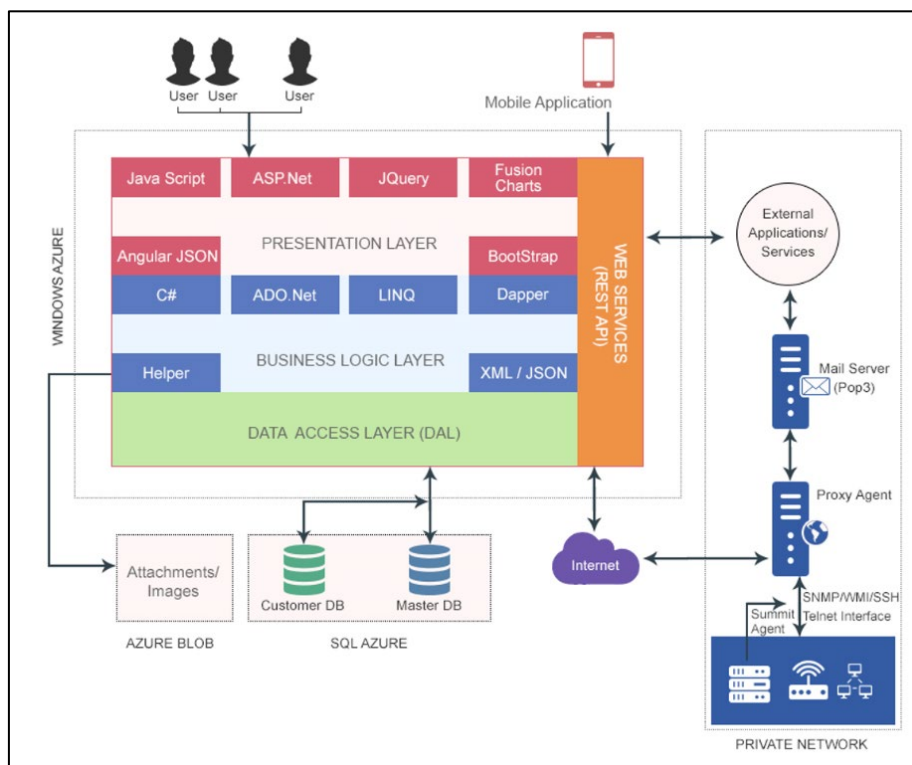 User
User
User
Mobile Application
WINDOWS AZURE
Java Script
ASP.Net
JQuery
Fusion
Charts
PRESENTATION LAYER
Angular JSON
BootStrap
C#
ADO.Net
LINQ
Dapper
BUSINESS LOGIC LAYER
Helper
XML / JSON
DATA ACCESS LAYER (DAL)
WEB SERVICES
(REST API)
External
Applications/
Services
Mail Server
(Pop3)
Proxy Agent
Internet
SNMP/WMI/SSH
Telnet Interface
Summit
Agent
Attachments/
Images
AZURE BLOB
Customer DB
Master DB
SQL AZURE
PRIVATE NETWORK